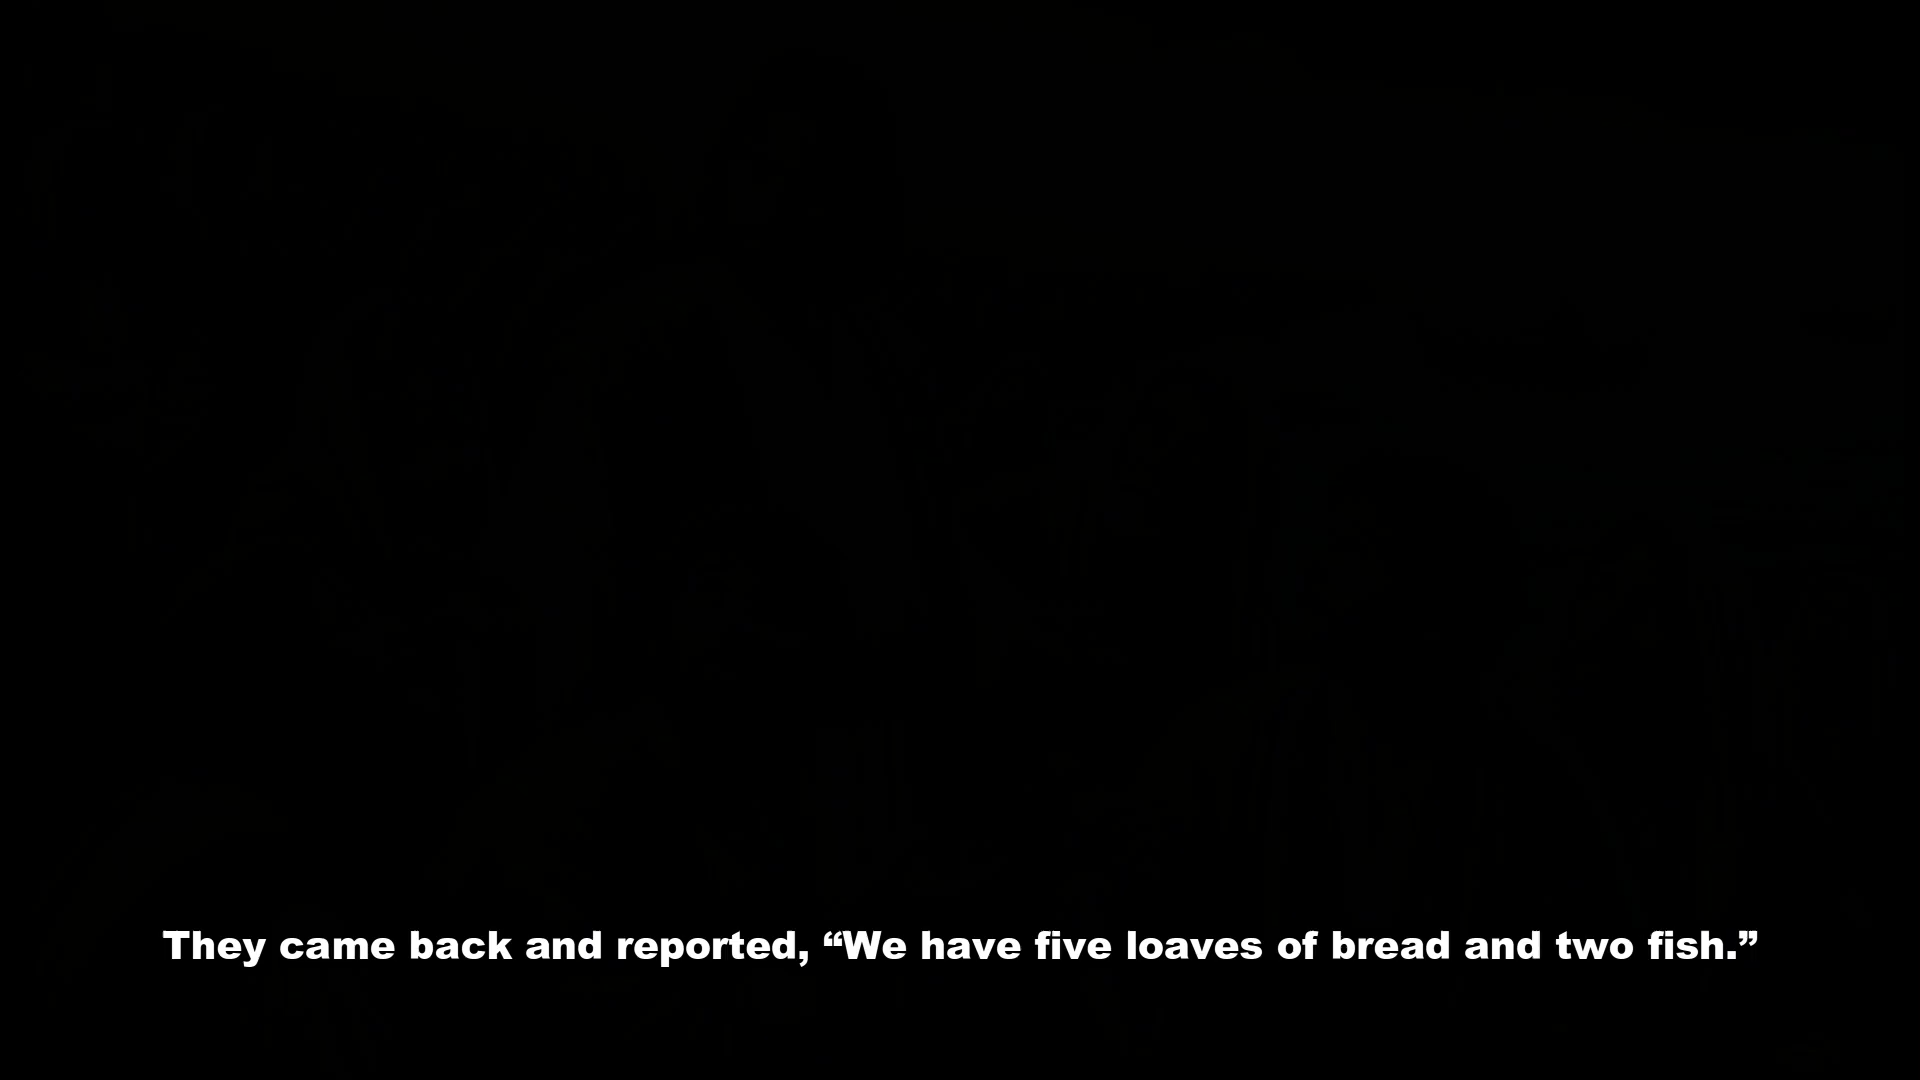 They came back and reported, “We have five loaves of bread and two fish.”